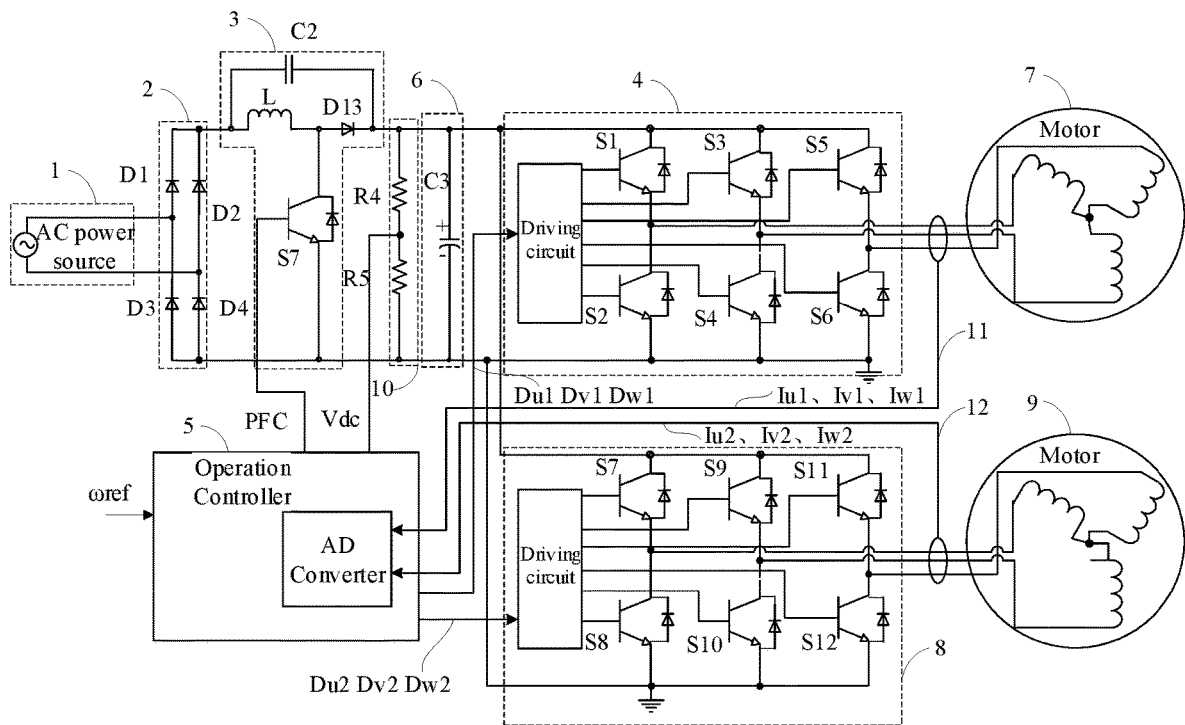 3
C2
2
L
D13
6
4
7
Motor
1
D1
D2
AC power
source
S7
R4
C3
+
-
S1
S3
S5
Driving
circuit
R5
D3
D4
S2
S4
S6
11
10
Du1 Dv1 Dw1
Iu1、Iv1、Iw1
12
9
PFC
Vdc
Iu2、Iv2、Iw2
5
Operation
Controller
ωref
AD
Converter
S7
S9
S11
Motor
Driving
circuit
S8
S10
S12
8
Du2 Dv2 Dw2